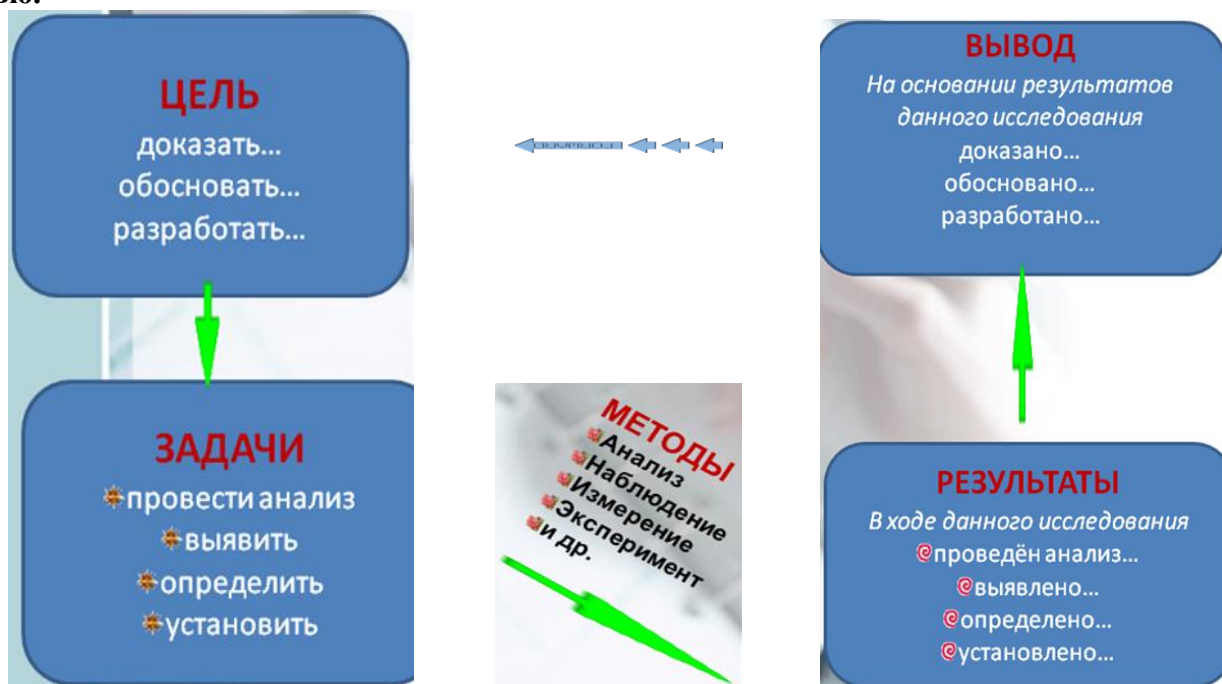 ЦЕЛЬ
доказать...
обосновать...
разработать...
ЗАДАЧИ
провести анализ
выявить
определить
установить
МЕТОДЫ
Анализ
Наблюдение
Измерение
Эксперимент
и др.
ВЫВОД
На основании результатов
данного исследования
доказано...
обосновано...
разработано...
РЕЗУЛЬТАТЫ
В ходе данного исследования
проведён анализ...
выявлено...
определено...
установлено...